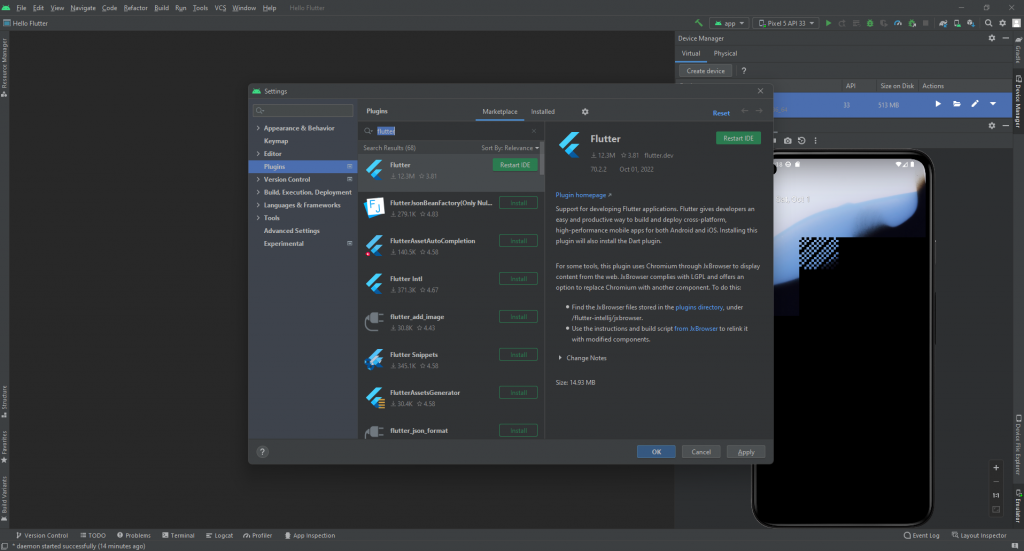 File Edit View Navigate Code Refactor Build Run Tools VCS Window Help Hello Flutter
Hello Flutter
app
Pixel 5 API 33
Resource Manager
Structure
Favorites
Build Variants
Device Manager
Virtual Physical
Create device ?
API Size on Disk Actions
33 513 MB
Gradle
Device Manager
Device File Explorer
Emulator
1:1
Settings
Appearance & Behavior
Keymap
Editor
Plugins
Version Control
Build, Execution, Deployment
Languages & Frameworks
Tools
Advanced Settings
Experimental
?
Plugins Marketplace Installed Reset
flutter
Search Results (68) Sort By: Relevance
Flutter Restart IDE
12.3M 3.81
FlutterJsonBeanFactory(Only Nul... Install
279.1K 4.83
FlutterAssetAutoCompletion Install
140.5K 4.58
Flutter Intl Install
371.3K 4.67
flutter_add_image Install
30.8K 4.43
Flutter Snippets Install
345.1K 4.58
FlutterAssetsGenerator Install
30.4K 4.58
flutter_json_format Install
Flutter Restart IDE
12.3M 3.81 flutter.dev
70.2.2 Oct 01, 2022
Plugin homepage
Support for developing Flutter applications. Flutter gives developers an
easy and productive way to build and deploy cross-platform,
high-performance mobile apps for both Android and iOS. Installing this
plugin will also install the Dart plugin.
For some tools, this plugin uses Chromium through JxBrowser to display
content from the web. JxBrowser complies with LGPL and offers an
option to replace Chromium with another component. To do this:
Find the JxBrowser files stored in the plugins directory, under
/flutter-intellij/jxbrowser.
Use the instructions and build script from JxBrowser to relink it
with modified components.
Change Notes
Size: 14.93 MB
OK Cancel Apply
Version Control TODO Problems Terminal Logcat Profiler App Inspection Event Log Layout Inspector
* daemon started successfully (14 minutes ago)